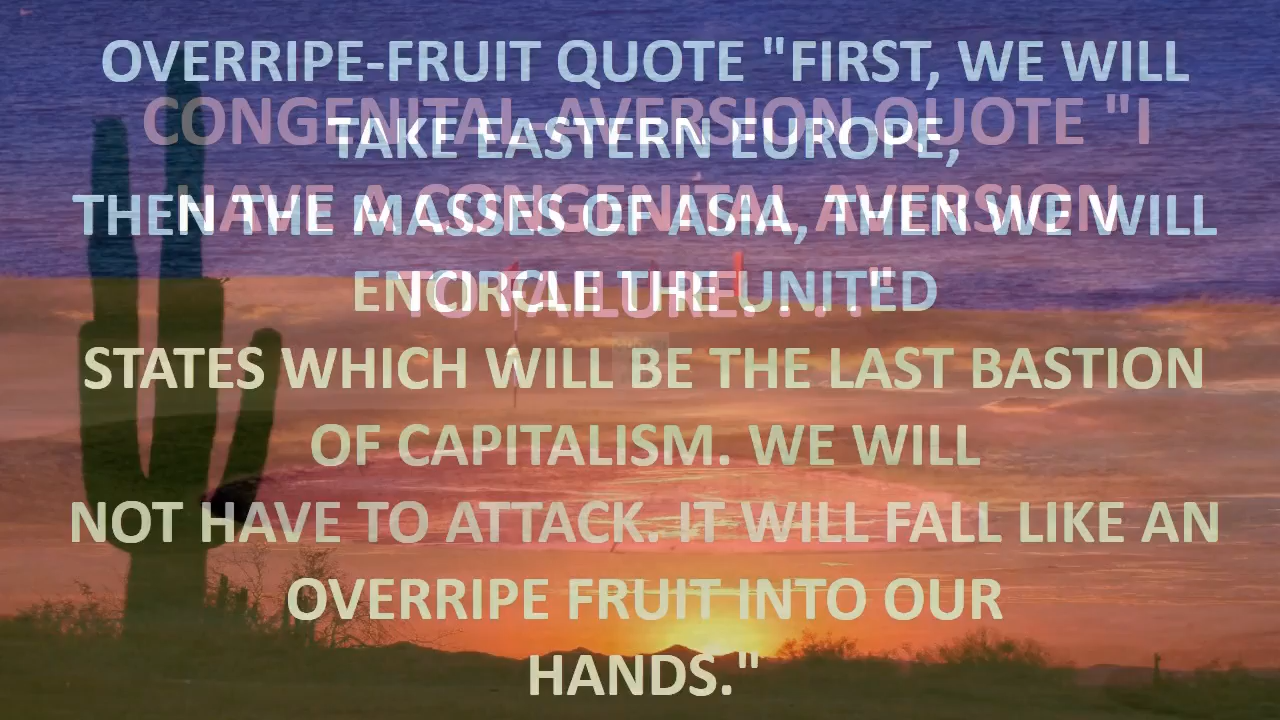 OVERRIPE-FRUIT QUOTE "FIRST, WE WILL
TAKE EASTERN EUROPE,
THEN THE MASSES OF ASIA, THEN WE WILL
ENCIRCLE THE UNITED
STATES WHICH WILL BE THE LAST BASTION
OF CAPITALISM. WE WILL
NOT HAVE TO ATTACK. IT WILL FALL LIKE AN
OVERRIPE FRUIT INTO OUR
HANDS."
CONGENITAL-AVERSION QUOTE "I
HAVE A CONGENITAL AVERSION
TO FAILURE. . . ."